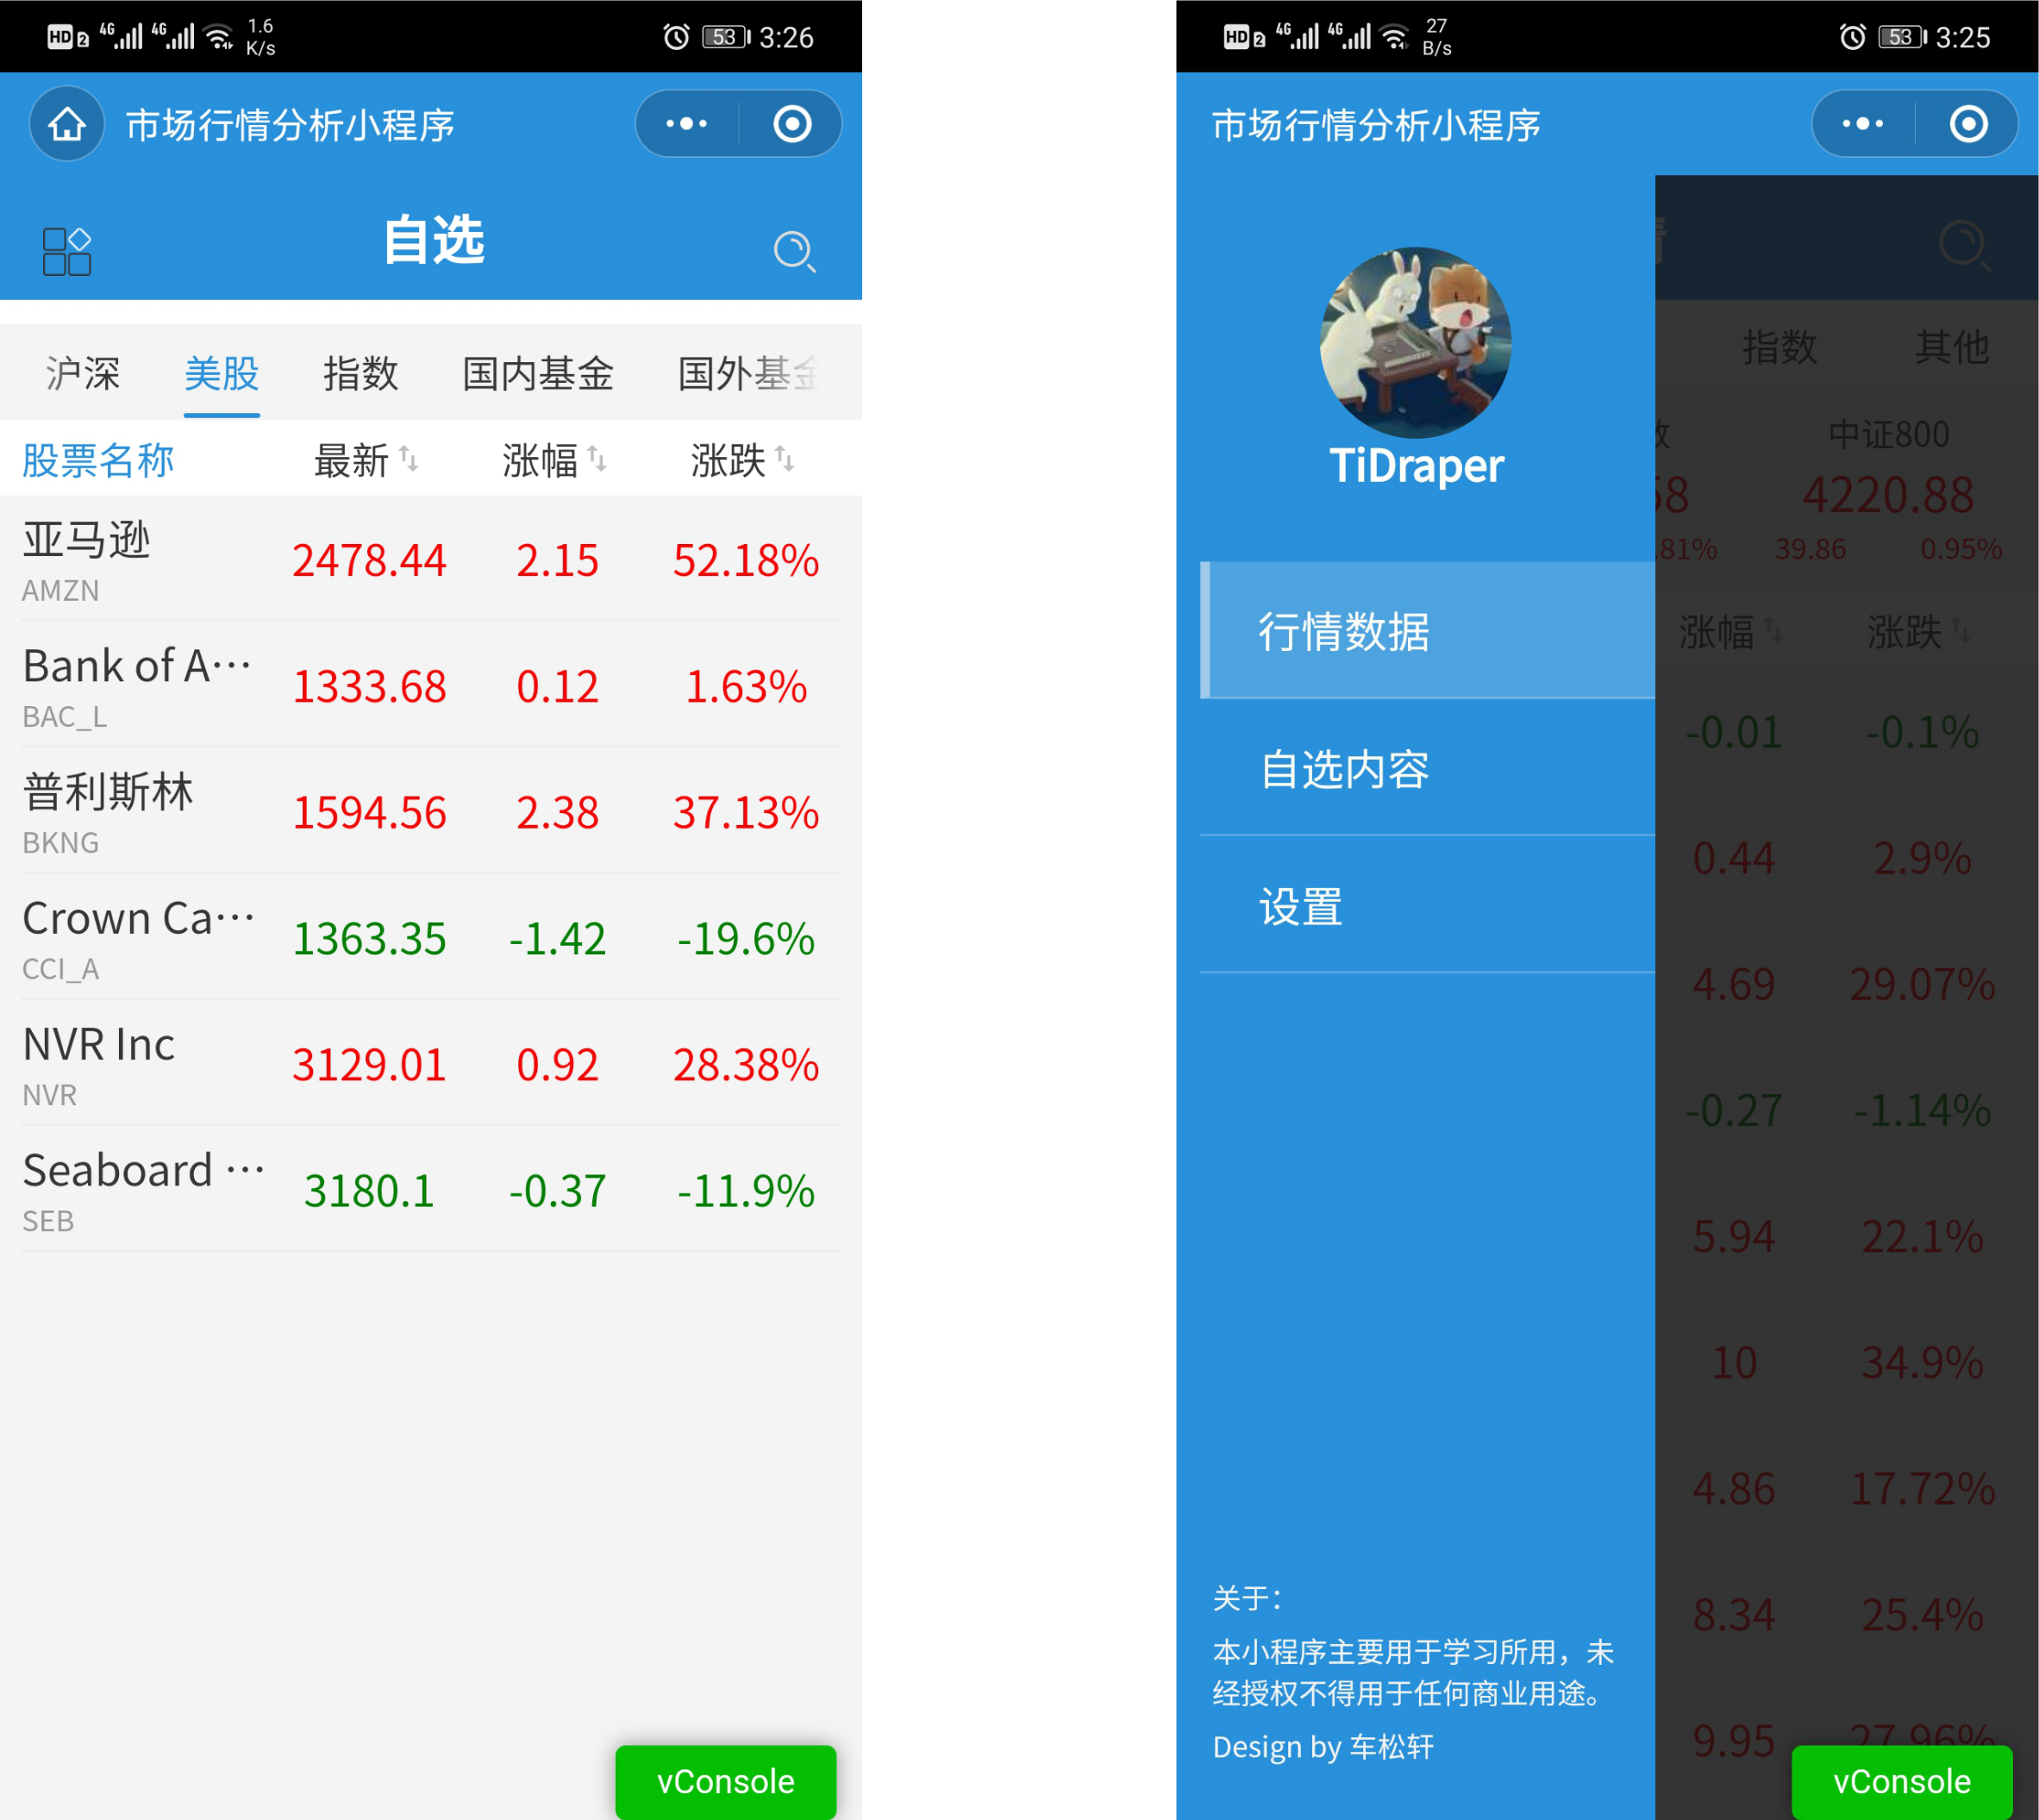 HD 2 4G 4G 1.6 K/s 53 3:26
市场行情分析小程序
自选
沪深 美股 指数 国内基金 国外基金
股票名称 最新 涨幅 涨跌
亚马逊 2478.44 2.15 52.18%
AMZN
Bank of A··· 1333.68 0.12 1.63%
BAC_L
普利斯林 1594.56 2.38 37.13%
BKNG
Crown Ca··· 1363.35 -1.42 -19.6%
CCI_A
NVR Inc 3129.01 0.92 28.38%
NVR
Seaboard ··· 3180.1 -0.37 -11.9%
SEB
vConsole
HD 2 4G 4G 27 B/s 53 3:25
市场行情分析小程序
TiDraper
行情数据
自选内容
设置
关于：
本小程序主要用于学习所用，未
经授权不得用于任何商业用途。
Design by 车松轩
指数 其他
中证800
4220.88
.81% 39.86 0.95%
涨幅 涨跌
-0.01 -0.1%
0.44 2.9%
4.69 29.07%
-0.27 -1.14%
5.94 22.1%
10 34.9%
4.86 17.72%
8.34 25.4%
9.95 27.96%
vConsole